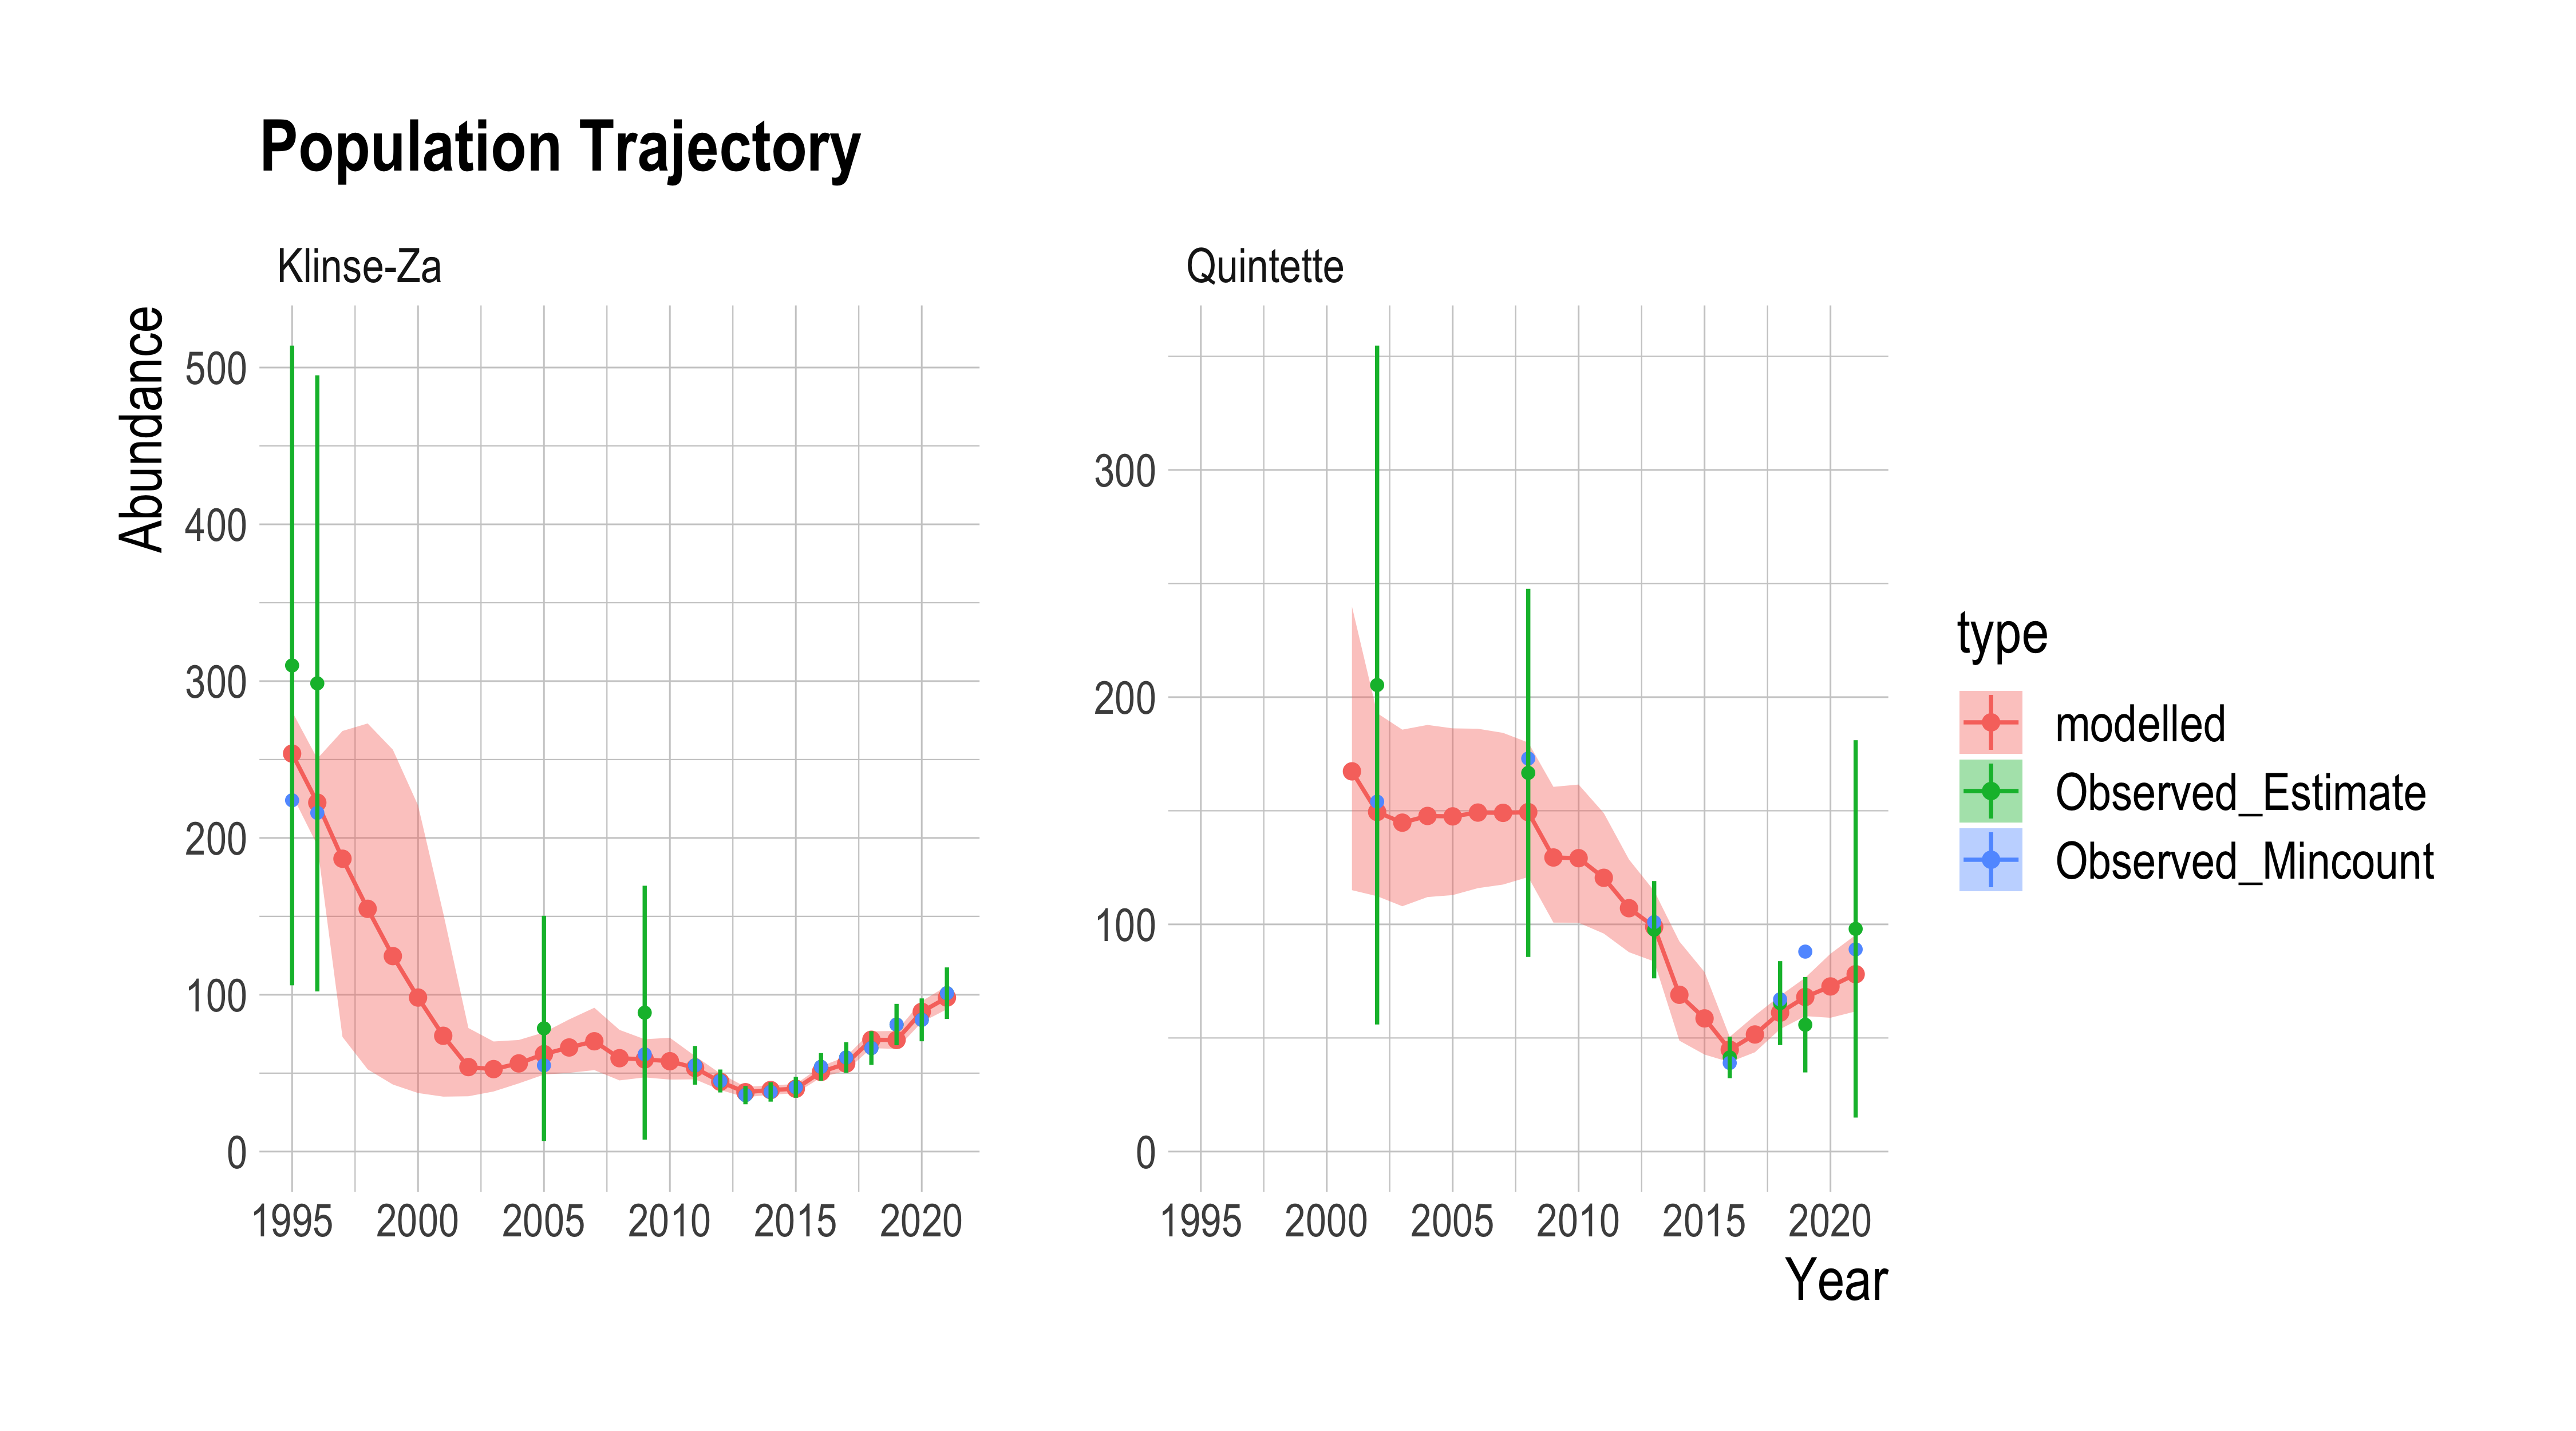 Population Trajectory
Klinse-Za
Quintette
Abundance
500
400
300
200
100
0
300
200
100
0
1995 2000 2005 2010 2015 2020
1995 2000 2005 2010 2015 2020
Year
type
modelled
Observed_Estimate
Observed_Mincount